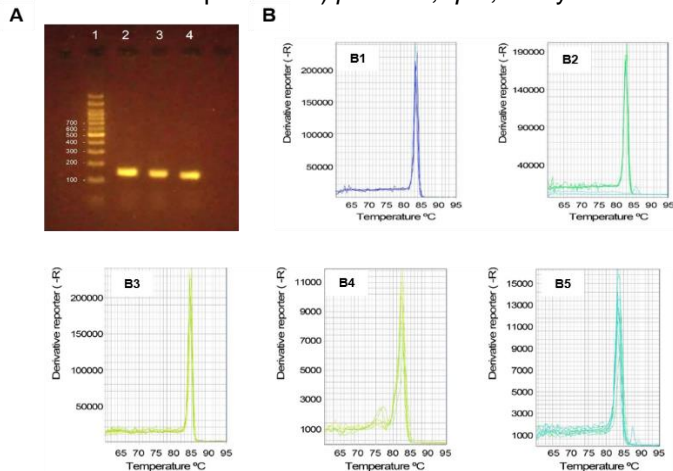 A
B
1 2 3 4
700
600
500
400
300
200
100
B1
Derivative reporter (-R)
200000
150000
100000
50000
65 70 75 80 85 90 95
Temperature ºC
B2
Derivative reporter (-R)
190000
140000
90000
40000
65 70 75 80 85 90 95
Temperature ºC
B3
Derivative reporter (-R)
200000
150000
100000
50000
65 70 75 80 85 90 95
Temperature ºC
B4
Derivative reporter (-R)
11000
9000
7000
5000
3000
1000
65 70 75 80 85 90 95
Temperature ºC
B5
Derivative reporter (-R)
15000
13000
11000
9000
7000
5000
3000
1000
65 70 75 80 85 90 95
Temperature ºC